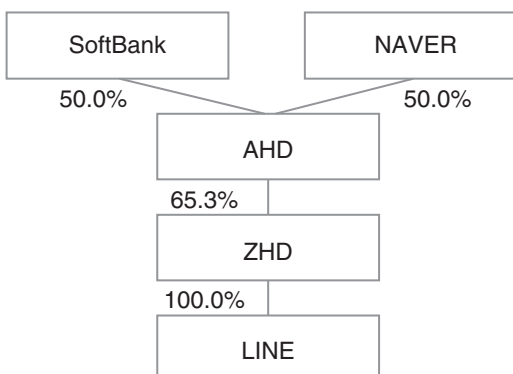 SoftBank
NAVER
50.0%
50.0%
AHD
65.3%
ZHD
100.0%
LINE